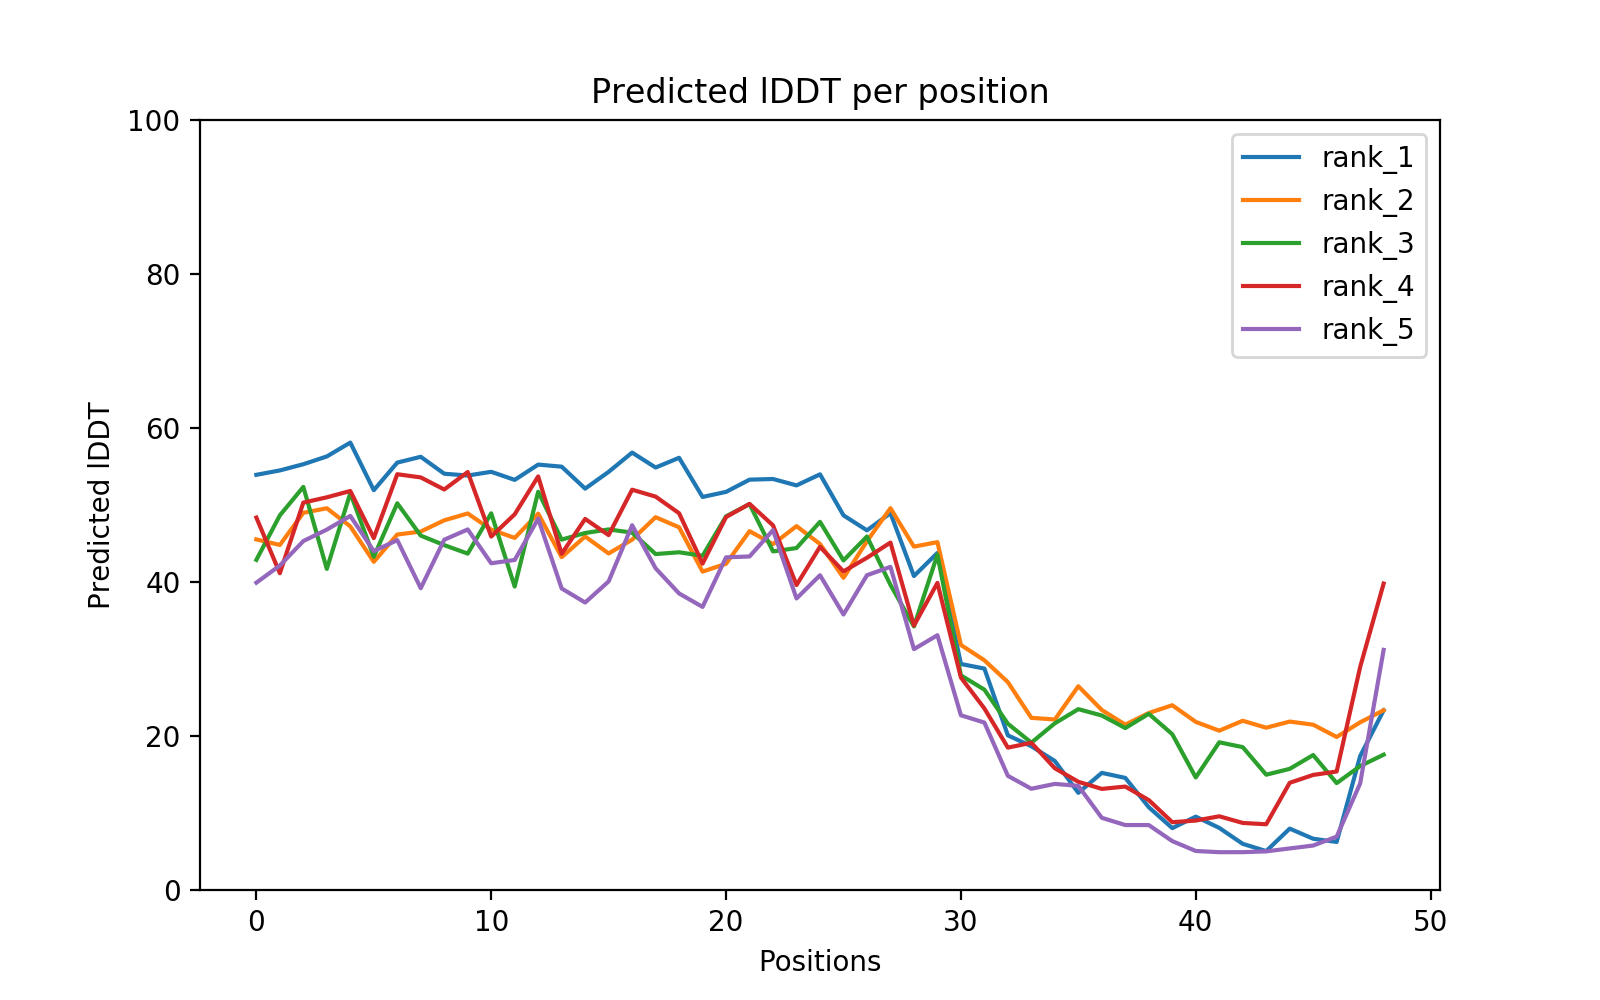 Predicted lDDT per position
100
80
60
40
20
0
Predicted lDDT
rank_1
rank_2
rank_3
rank_4
rank_5
0 10 20 30 40 50
Positions